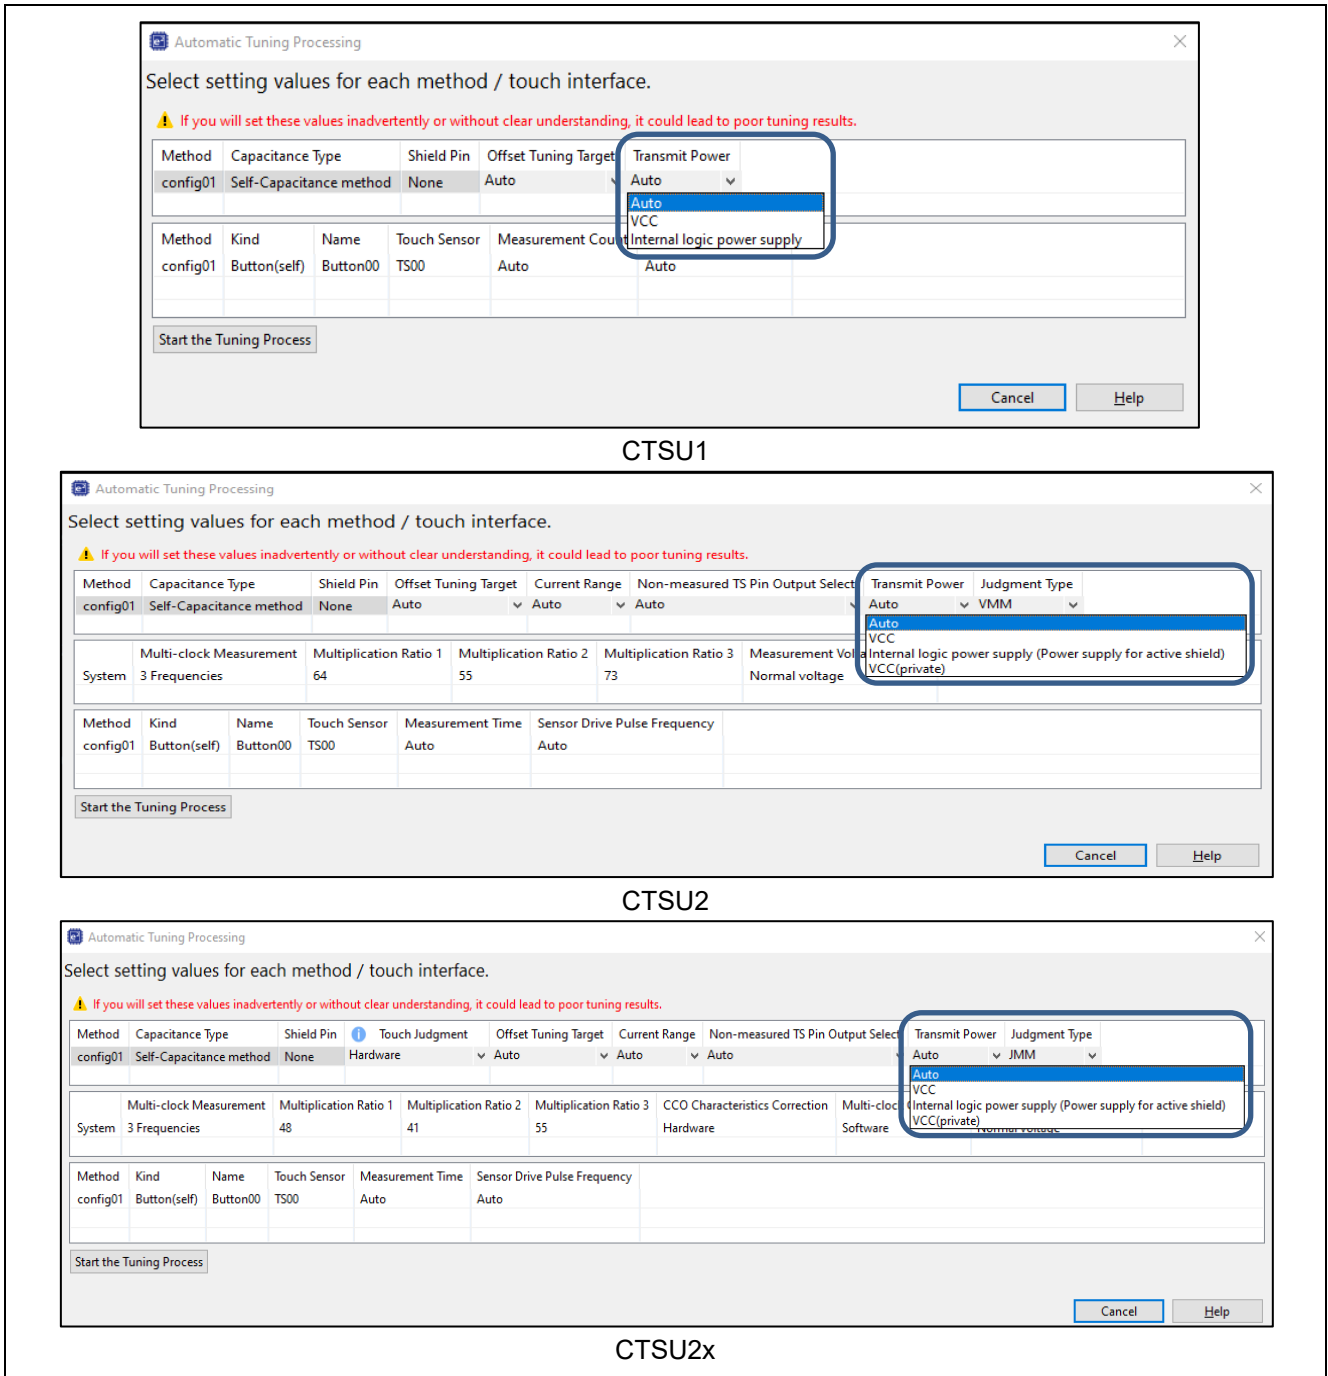 Automatic Tuning Processing
Select setting values for each method / touch interface.
If you will set these values inadvertently or without clear understanding, it could lead to poor tuning results.
Method Capacitance Type Shield Pin Offset Tuning Target Transmit Power
config01 Self-Capacitance method None Auto Auto
Auto
VCC
Internal logic power supply
Method Kind Name Touch Sensor Measurement Coun
config01 Button(self) Button00 TS00 Auto Auto
Start the Tuning Process
Cancel Help
CTSU1
Automatic Tuning Processing
Select setting values for each method / touch interface.
If you will set these values inadvertently or without clear understanding, it could lead to poor tuning results.
Method Capacitance Type Shield Pin Offset Tuning Target Current Range Non-measured TS Pin Output Select Transmit Power Judgment Type
config01 Self-Capacitance method None Auto Auto Auto Auto VMM
Auto
VCC
Internal logic power supply (Power supply for active shield)
VCC(private)
Multi-clock Measurement Multiplication Ratio 1 Multiplication Ratio 2 Multiplication Ratio 3 Measurement Volta
System 3 Frequencies 64 55 73 Normal voltage
Method Kind Name Touch Sensor Measurement Time Sensor Drive Pulse Frequency
config01 Button(self) Button00 TS00 Auto Auto
Start the Tuning Process
Cancel Help
CTSU2
Automatic Tuning Processing
Select setting values for each method / touch interface.
If you will set these values inadvertently or without clear understanding, it could lead to poor tuning results.
Method Capacitance Type Shield Pin Touch Judgment Offset Tuning Target Current Range Non-measured TS Pin Output Select Transmit Power Judgment Type
config01 Self-Capacitance method None Hardware Auto Auto Auto Auto JMM
Auto
VCC
Internal logic power supply (Power supply for active shield)
VCC(private)
Multi-clock Measurement Multiplication Ratio 1 Multiplication Ratio 2 Multiplication Ratio 3 CCO Characteristics Correction Multi-clock
System 3 Frequencies 48 41 55 Hardware Software Normal voltage
Method Kind Name Touch Sensor Measurement Time Sensor Drive Pulse Frequency
config01 Button(self) Button00 TS00 Auto Auto
Start the Tuning Process
Cancel Help
CTSU2x